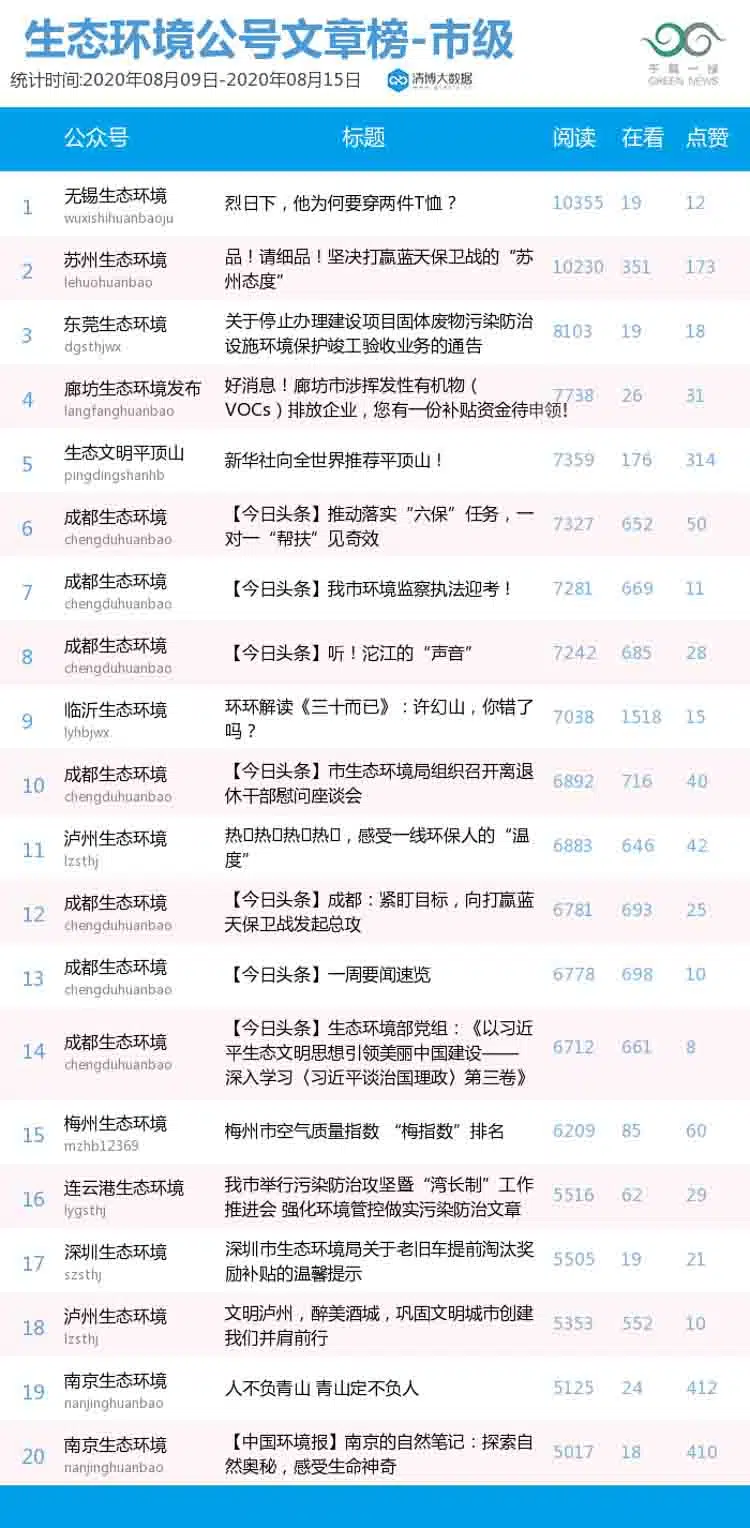 生态环境公号文章榜-市级
统计时间:2020年08月09日-2020年08月15日 清博大数据
千篇一绿
GREEN NEWS
公众号 标题 阅读 在看 点赞
1 无锡生态环境 wuxishihuanbaoju 烈日下，他为何要穿两件T恤？ 10355 19 12
2 苏州生态环境 lehuohuanbao 品！请细品！坚决打赢蓝天保卫战的“苏
州态度” 10230 351 173
3 东莞生态环境 dgsthjwx 关于停止办理建设项目固体废物污染防治
设施环境保护竣工验收业务的通告 8103 19 18
4 廊坊生态环境发布 langfanghuanbao 好消息！廊坊市涉挥发性有机物（
VOCs）排放企业，您有一份补贴资金待申领! 7738 26 31
5 生态文明平顶山 pingdingshanhb 新华社向全世界推荐平顶山！ 7359 176 314
6 成都生态环境 chengduhuanbao 【今日头条】推动落实“六保”任务，一
对一“帮扶”见奇效 7327 652 50
7 成都生态环境 chengduhuanbao 【今日头条】我市环境监察执法迎考！ 7281 669 11
8 成都生态环境 chengduhuanbao 【今日头条】听！沱江的“声音” 7242 685 28
9 临沂生态环境 lyhbjwx 环环解读《三十而已》：许幻山，你错了
吗？ 7038 1518 15
10 成都生态环境 chengduhuanbao 【今日头条】市生态环境局组织召开离退
休干部慰问座谈会 6892 716 40
11 泸州生态环境 lzsthj 热热热热，感受一线环保人的“温
度” 6883 646 42
12 成都生态环境 chengduhuanbao 【今日头条】成都：紧盯目标，向打赢蓝
天保卫战发起总攻 6781 693 25
13 成都生态环境 chengduhuanbao 【今日头条】一周要闻速览 6778 698 10
14 成都生态环境 chengduhuanbao 【今日头条】生态环境部党组：《以习近
平生态文明思想引领美丽中国建设——
深入学习〈习近平谈治国理政〉第三卷》 6712 661 8
15 梅州生态环境 mzhb12369 梅州市空气质量指数 “梅指数”排名 6209 85 60
16 连云港生态环境 lygsthj 我市举行污染防治攻坚暨“湾长制”工作
推进会 强化环境管控做实污染防治文章 5516 62 29
17 深圳生态环境 szsthj 深圳市生态环境局关于老旧车提前淘汰奖
励补贴的温馨提示 5505 19 21
18 泸州生态环境 lzsthj 文明泸州，醉美酒城，巩固文明城市创建
我们并肩前行 5353 552 10
19 南京生态环境 nanjinghuanbao 人不负青山 青山定不负人 5125 24 412
20 南京生态环境 nanjinghuanbao 【中国环境报】南京的自然笔记：探索自
然奥秘，感受生命神奇 5017 18 410